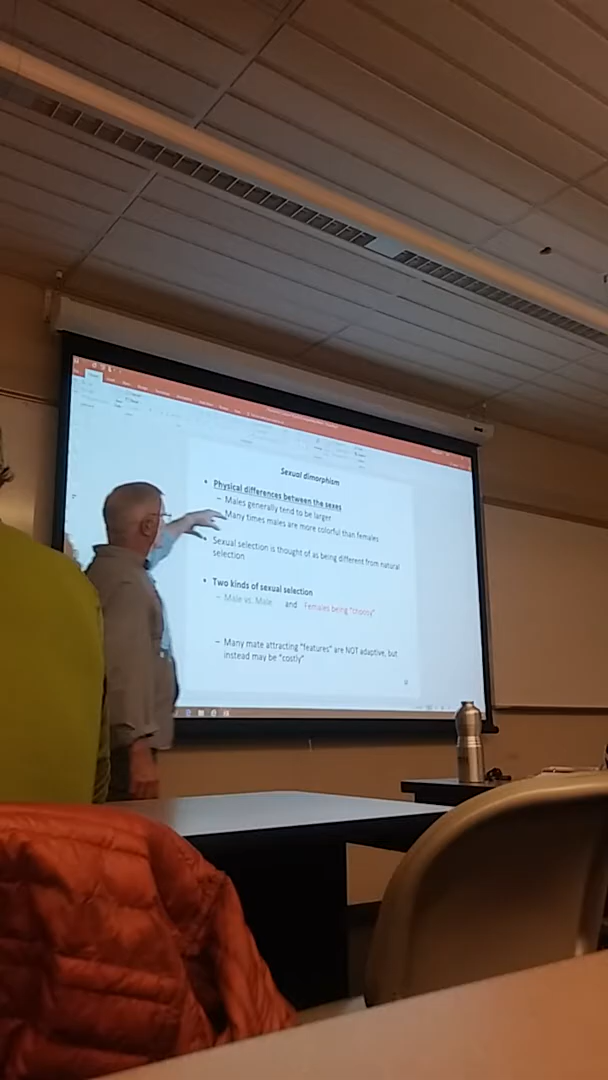 Sexual dimorphism
• Physical differences between the sexes
– Males generally tend to be larger
Many times males are more colorful than females
Sexual selection is thought of as being different from natural
selection
• Two kinds of sexual selection
– Male vs. Male and Females being "choosy"
– Many mate attracting "features" are NOT adaptive, but
instead may be "costly"